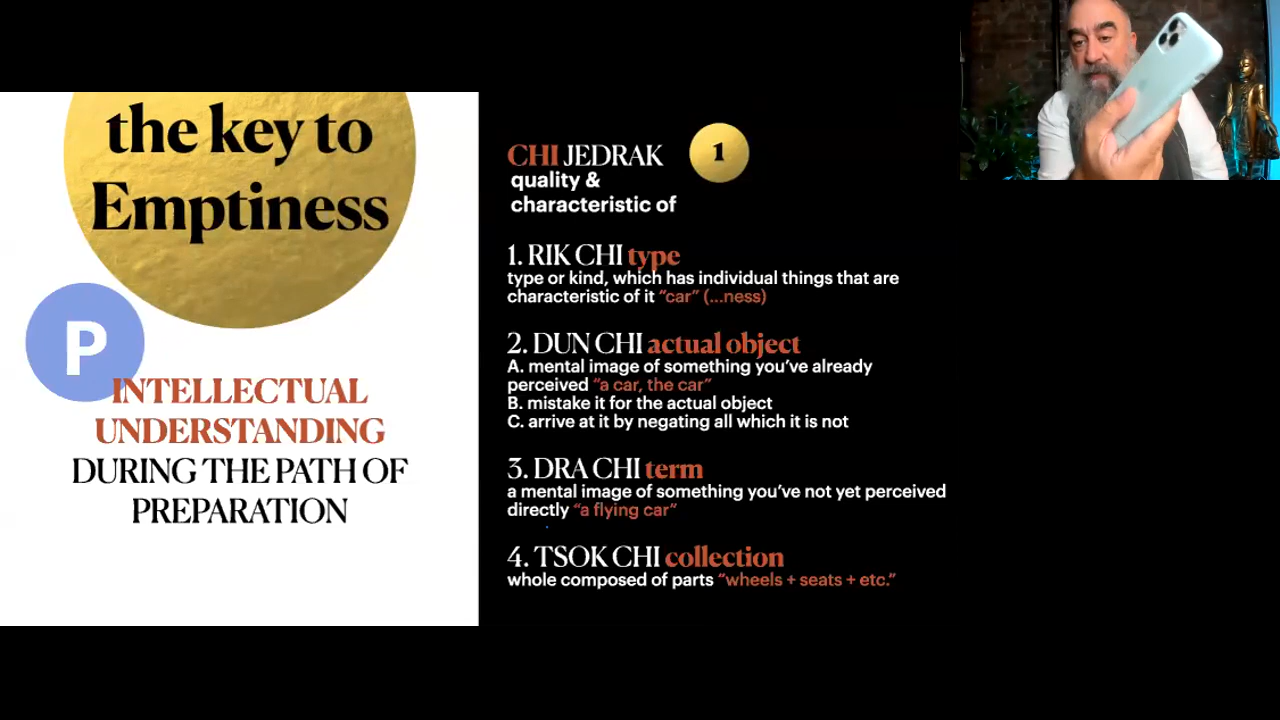 the key to
Emptiness
P
INTELLECTUAL
UNDERSTANDING
DURING THE PATH OF
PREPARATION
CHI JEDRAK
1
quality &
characteristic of
1. RIK CHI type
type or kind, which has individual things that are
characteristic of it “car” (...ness)
2. DUN CHI actual object
A. mental image of something you’ve already
perceived “a car, the car”
B. mistake it for the actual object
C. arrive at it by negating all which it is not
3. DRA CHI term
a mental image of something you’ve not yet perceived
directly “a flying car”
4. TSOK CHI collection
whole composed of parts “wheels + seats + etc.”